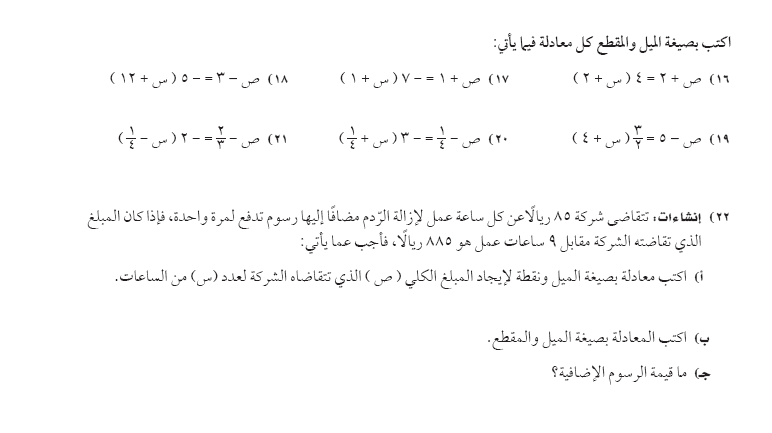 اكتب بصيغة الميل والمقطع كل معادلة فيما يأتي:
١٦) ص + ٢ = ٤ ( س + ٢ ) ١٧) ص + ١ = - ٧ ( س + ١ ) ١٨) ص - ٣ = - ٥ ( س + ١٢ )
١٩) ص - ٥ = ٣/٢ ( س + ٤ ) ٢٠) ص - ١/٤ = - ٣ ( س + ١/٤ ) ٢١) ص - ٢/٣ = - ٢ ( س - ١/٤ )
٢٢) إنشاءات: تتقاضى شركة ٨٥ ريالًا عن كل ساعة عمل لإزالة الرّدم مضافًا إليها رسوم تدفع لمرة واحدة، فإذا كان المبلغ
الذي تقاضته الشركة مقابل ٩ ساعات عمل هو ٨٨٥ ريالًا، فأجب عما يأتي:
أ) اكتب معادلة بصيغة الميل ونقطة لإيجاد المبلغ الكلي ( ص ) الذي تتقاضاه الشركة لعدد (س) من الساعات.
ب) اكتب المعادلة بصيغة الميل والمقطع.
جـ) ما قيمة الرسوم الإضافية؟